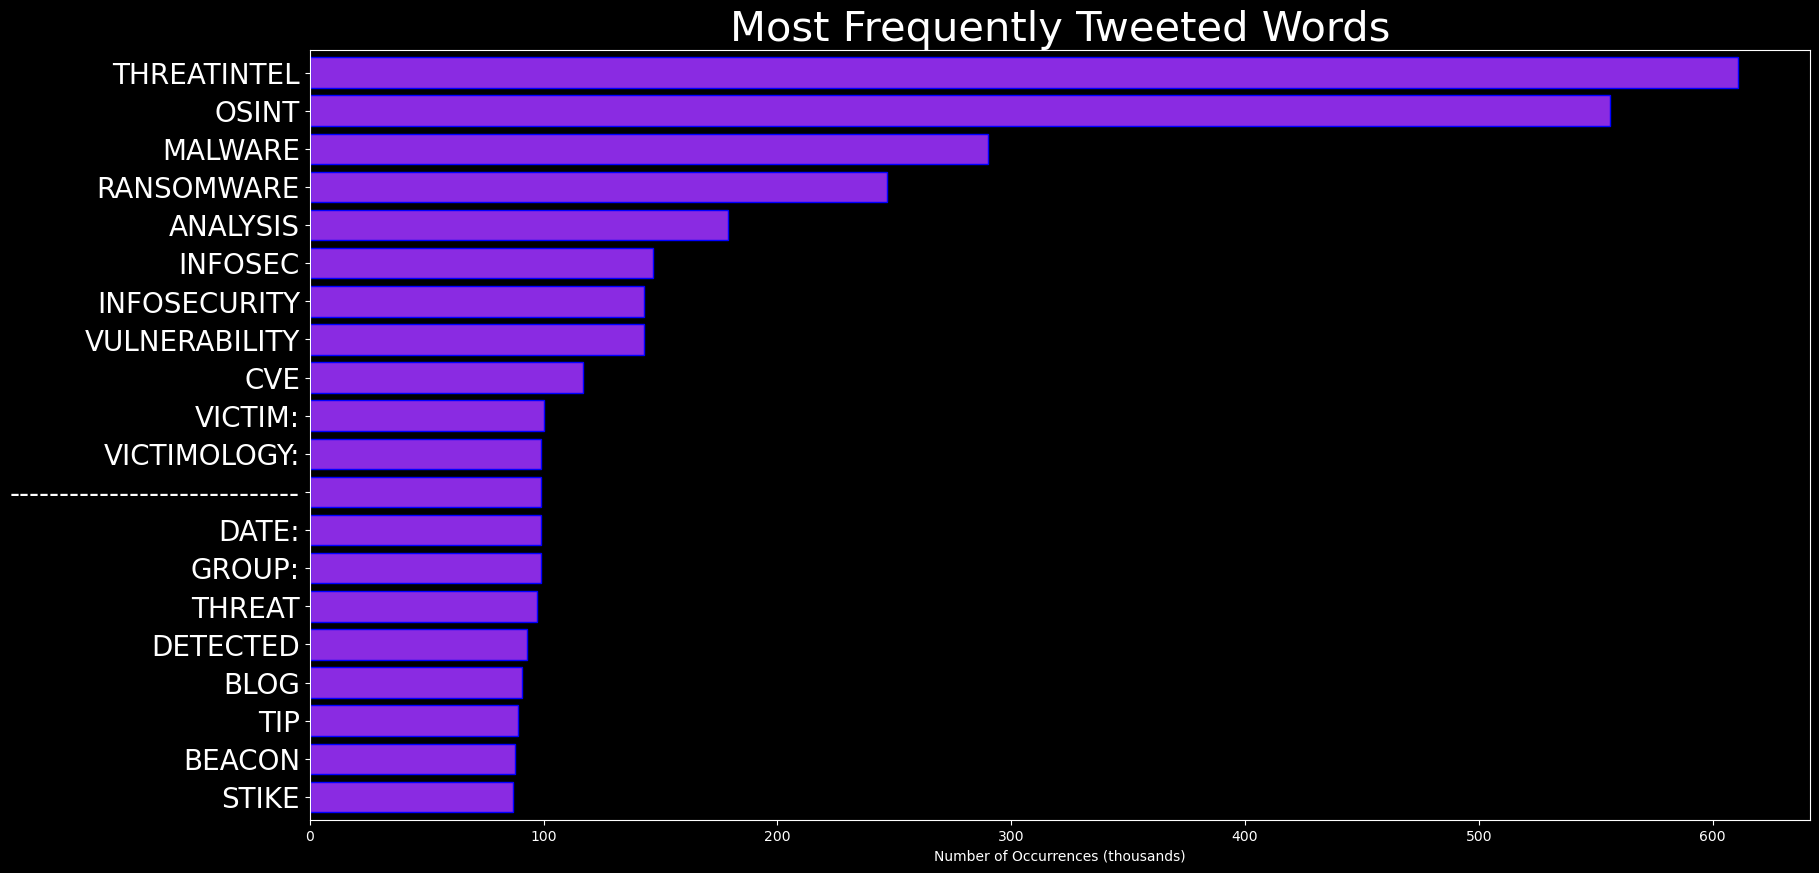 Most Frequently Tweeted Words
THREATINTEL
OSINT
MALWARE
RANSOMWARE
ANALYSIS
INFOSEC
INFOSECURITY
VULNERABILITY
CVE
VICTIM:
VICTIMOLOGY:
-----------------------------
DATE:
GROUP:
THREAT
DETECTED
BLOG
TIP
BEACON
STIKE
0 100 200 300 400 500 600
Number of Occurrences (thousands)